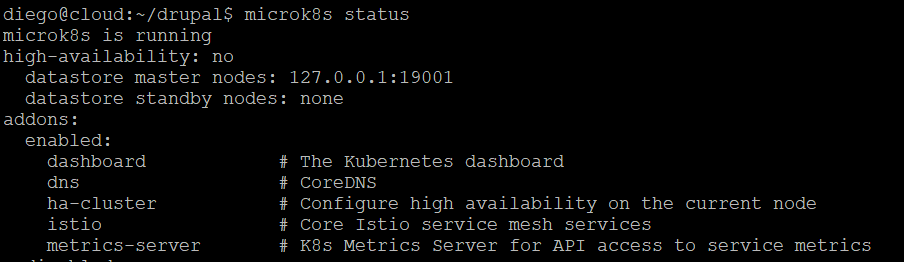 diego@cloud:~/drupal$ microk8s status
microk8s is running
high-availability: no
  datastore master nodes: 127.0.0.1:19001
  datastore standby nodes: none
addons:
  enabled:
    dashboard            # The Kubernetes dashboard
    dns                  # CoreDNS
    ha-cluster           # Configure high availability on the current node
    istio                # Core Istio service mesh services
    metrics-server       # K8s Metrics Server for API access to service metrics